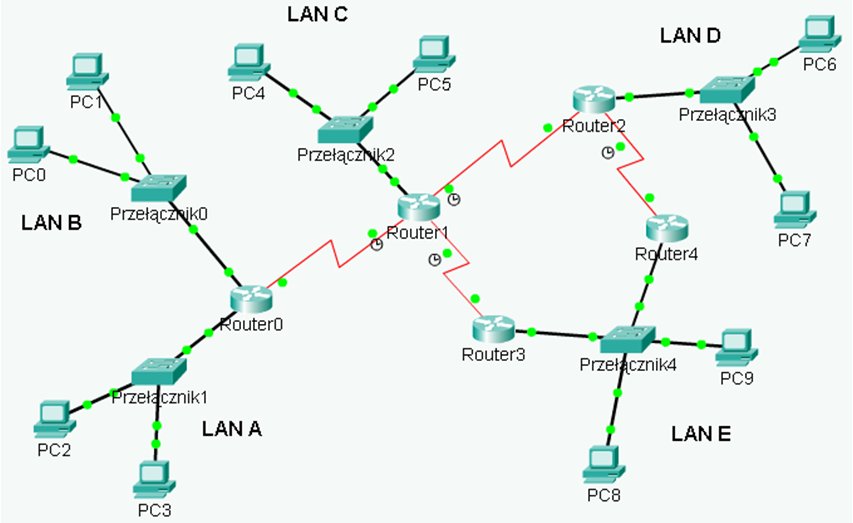 LAN C
LAN D
PC6
PC1
PC4
PC5
Router2
Przełącznik3
Przełącznik2
PC0
Przełącznik0
LAN B
Router1
Router4
PC7
Router0
Router3
Przełącznik4
PC9
Przełącznik1
LAN A
LAN E
PC2
PC3
PC8